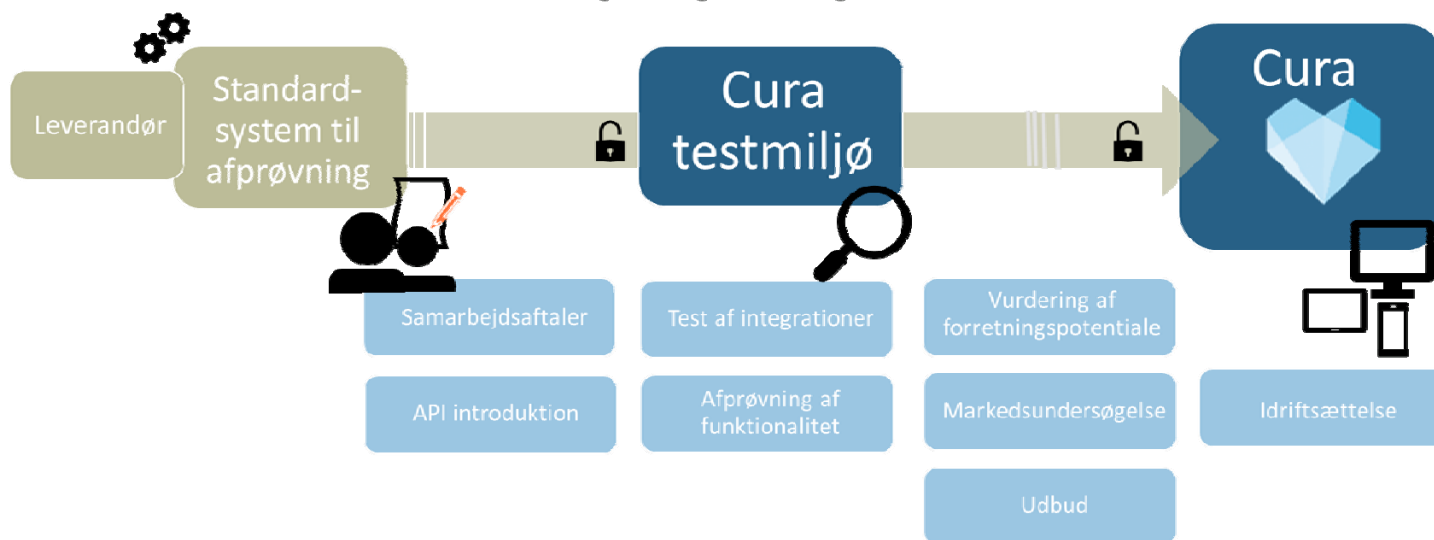 Leverandør
Standard-
system til
afprøvning
Cura
testmiljø
Cura
Samarbejdsaftaler
API introduktion
Test af integrationer
Afprøvning af
funktionalitet
Vurdering af
forretningspotentiale
Markedsundersøgelse
Udbud
Idriftsættelse